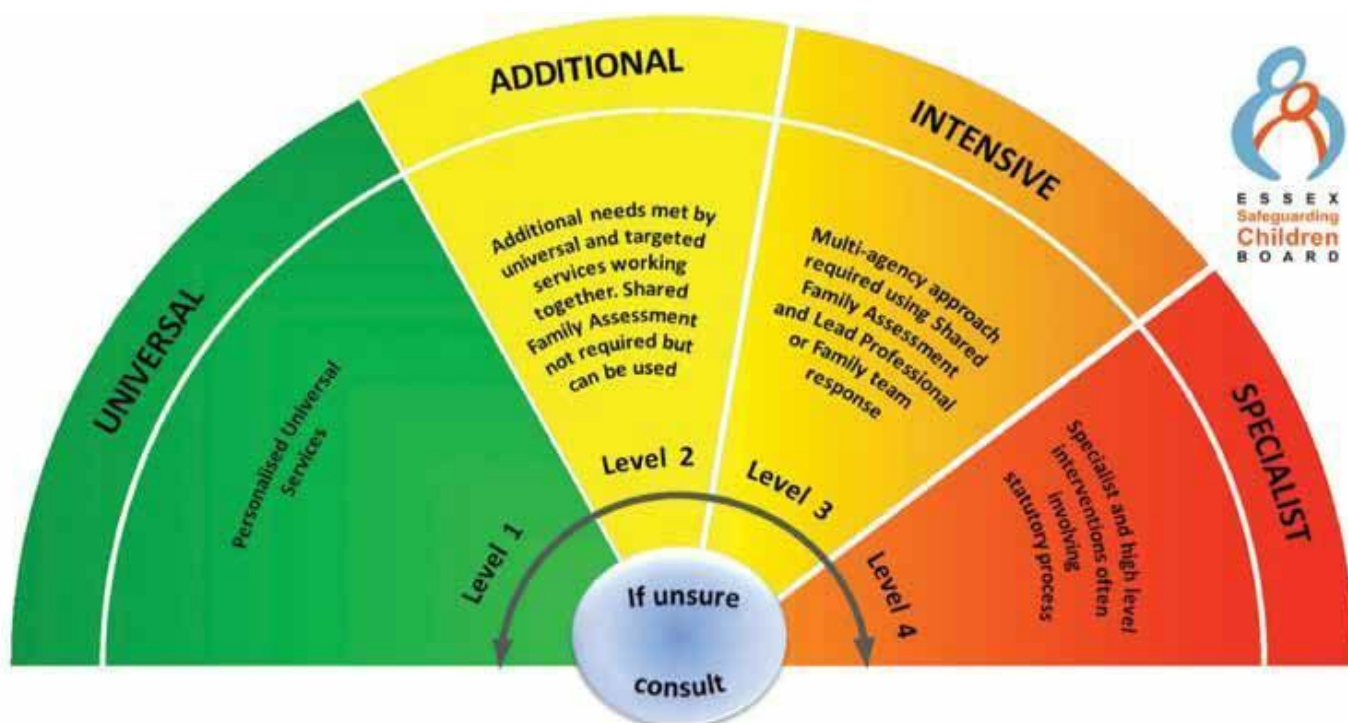 UNIVERSAL
Personalised Universal
Services
Level 1
ADDITIONAL
Additional needs met by
universal and targeted
services working
together. Shared
Family Assessment
not required but
can be used
Level 2
INTENSIVE
Multi-agency approach
required using Shared
Family Assessment
and Lead Professional
or Family team
response
Level 3
SPECIALIST
Specialist and high level
interventions often
involving
statutory process
Level 4
If unsure
consult
ESSEX
Safeguarding
Children
BOARD